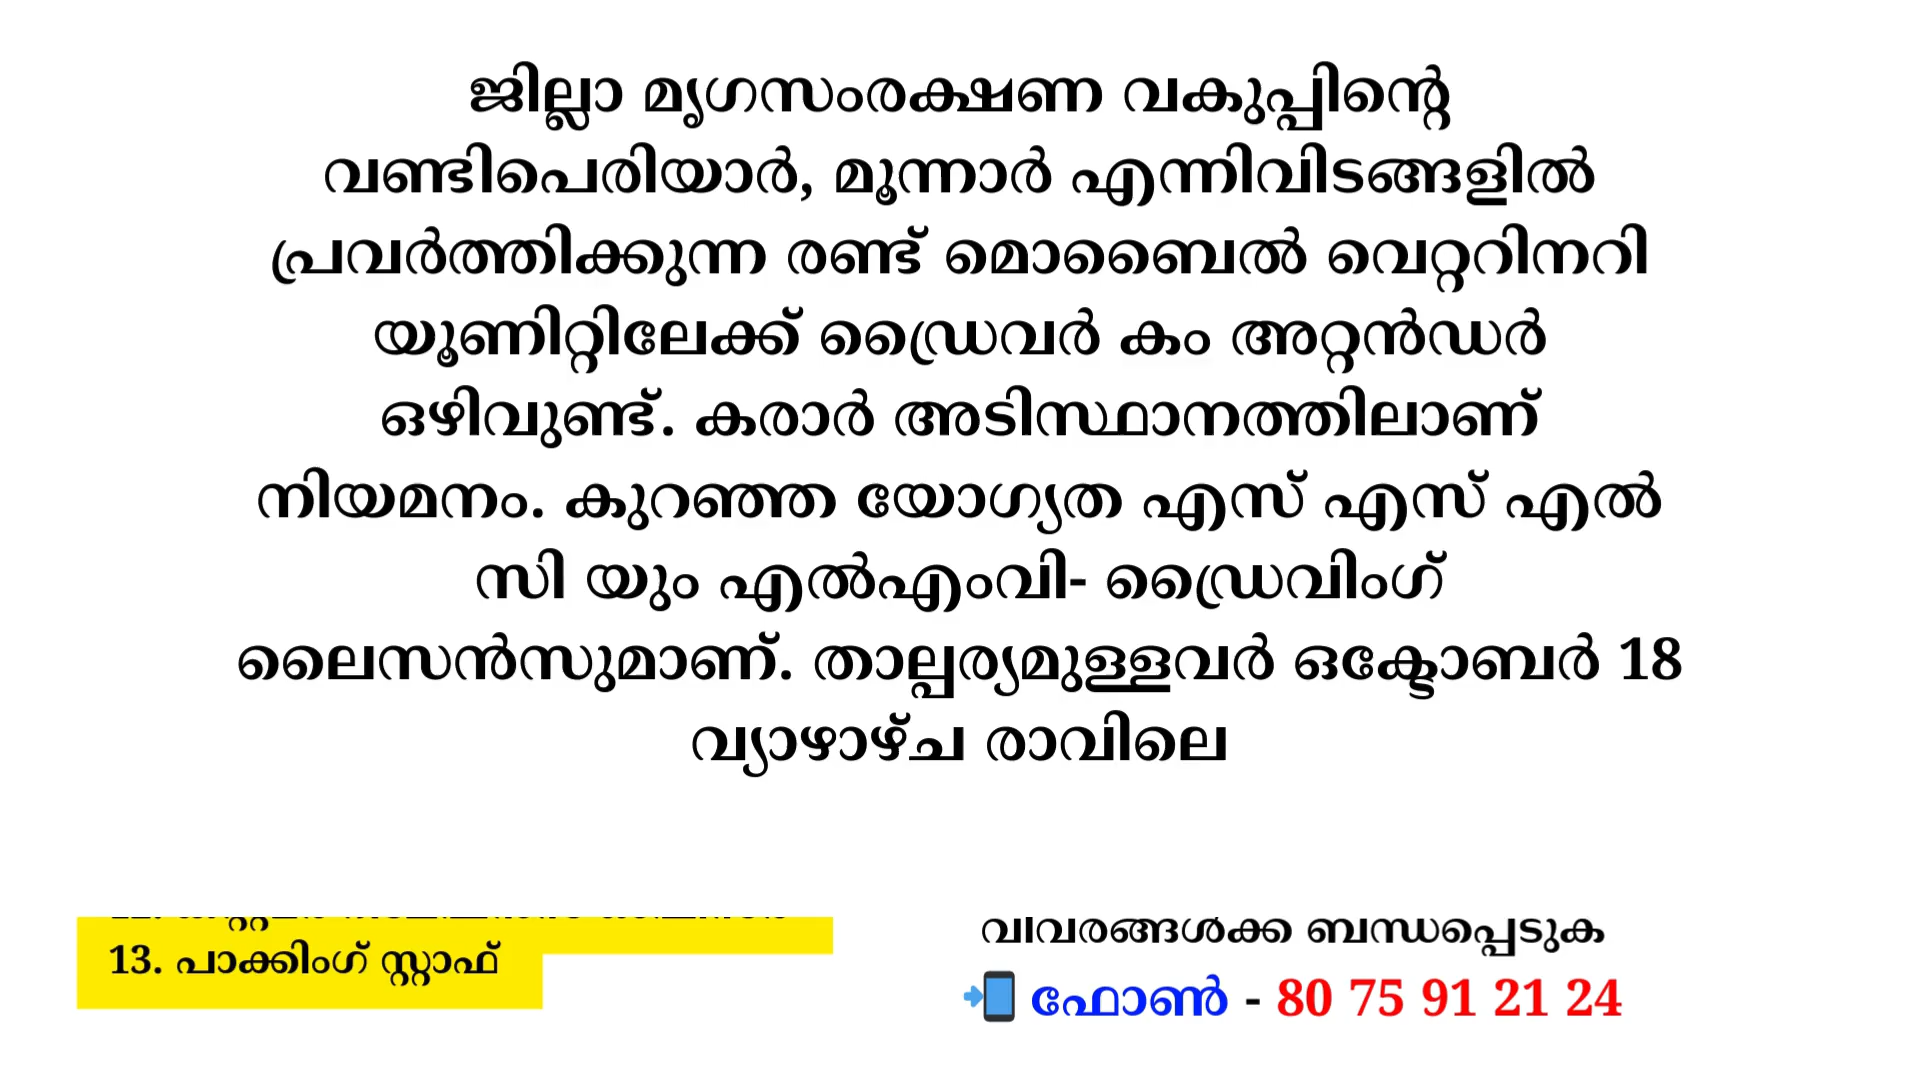 ജില്ലാ മൃഗസംരക്ഷണ വകുപ്പിന്റെ
വണ്ടിപെരിയാർ, മൂന്നാർ എന്നിവിടങ്ങളിൽ
പ്രവർത്തിക്കുന്ന രണ്ട് മൊബൈൽ വെറ്ററിനറി
യൂണിറ്റിലേക്ക് ഡ്രൈവർ കം അറ്റൻഡർ
ഒഴിവുണ്ട്. കരാർ അടിസ്ഥാനത്തിലാണ്
നിയമനം. കുറഞ്ഞ യോഗ്യത എസ് എസ് എൽ
സി യും എൽഎംവി- ഡ്രൈവിംഗ്
ലൈസൻസുമാണ്. താല്പര്യമുള്ളവർ ഒക്ടോബർ 18
വ്യാഴാഴ്ച രാവിലെ
13. പാക്കിംഗ് സ്റ്റാഫ്
വിവരങ്ങൾക്ക് ബന്ധപ്പെടുക
ഫോൺ - 80 75 91 21 24